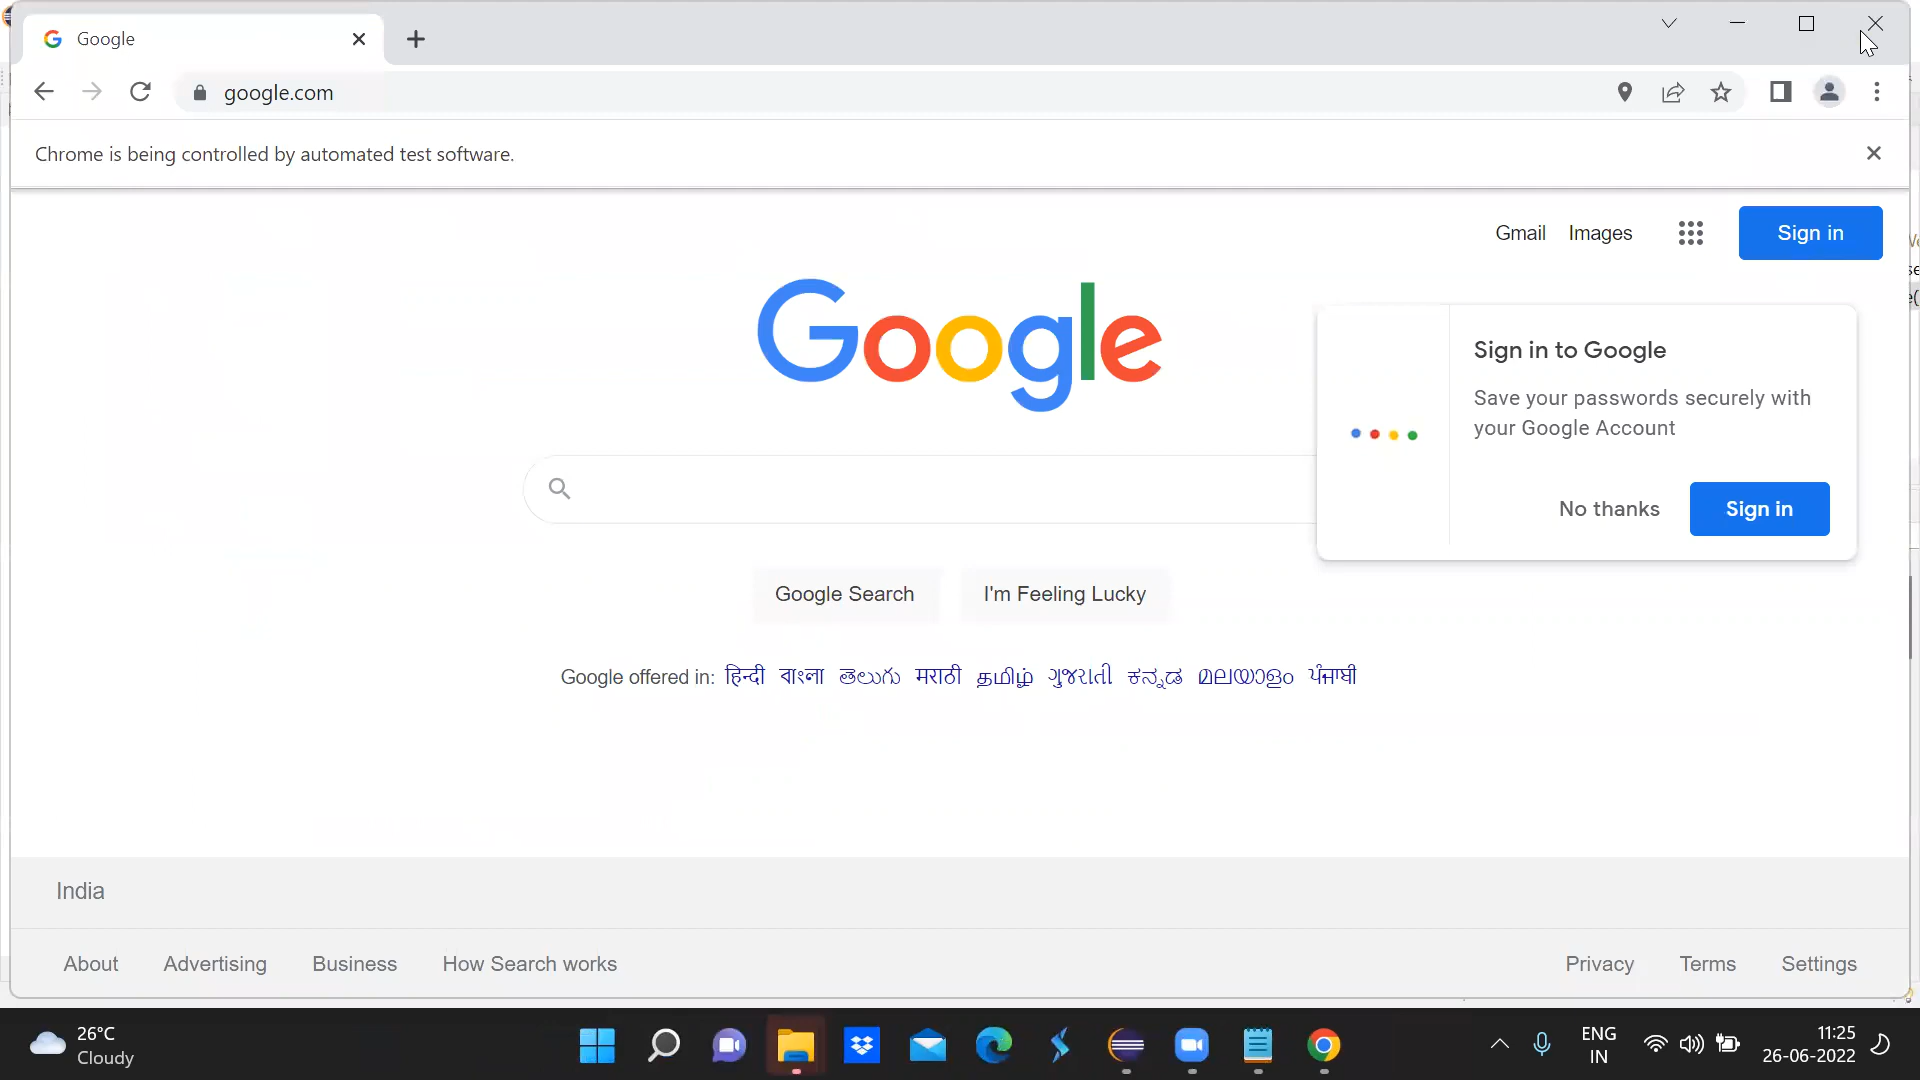 Google
google.com
Chrome is being controlled by automated test software.
Gmail Images Sign in
Google
Sign in to Google
Save your passwords securely with
your Google Account
No thanks Sign in
Google Search I'm Feeling Lucky
Google offered in: हिन्दी বাংলা తెలుగు मराठी தமிழ் ગુજરાતી ಕನ್ನಡ മലയാളം ਪੰਜਾਬੀ
India
About Advertising Business How Search works Privacy Terms Settings
26°C
Cloudy
ENG
IN
11:25
26-06-2022